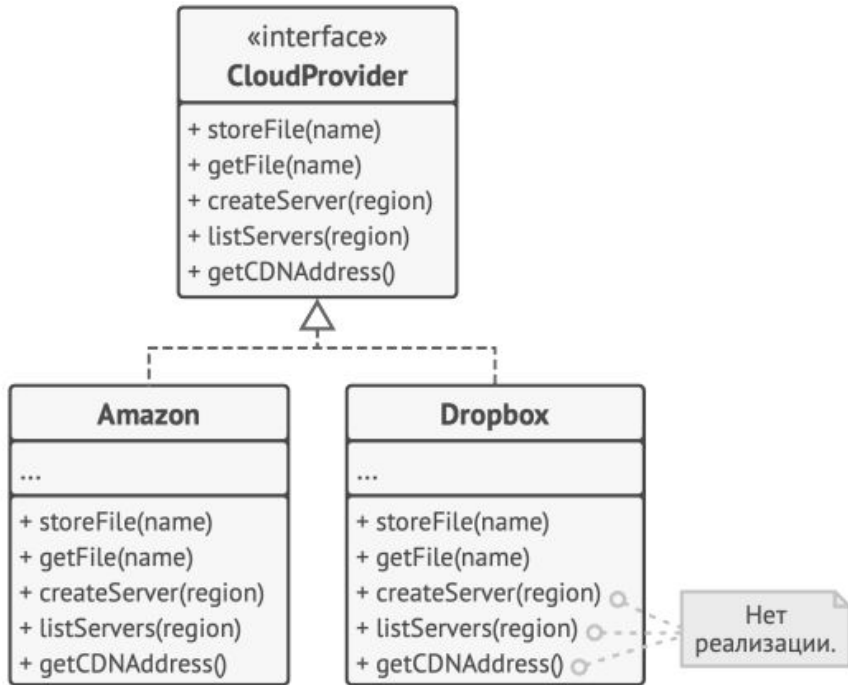 «interface»
CloudProvider
+ storeFile(name)
+ getFile(name)
+ createServer(region)
+ listServers(region)
+ getCDNAddress()
Amazon
...
+ storeFile(name)
+ getFile(name)
+ createServer(region)
+ listServers(region)
+ getCDNAddress()
Dropbox
...
+ storeFile(name)
+ getFile(name)
+ createServer(region)
+ listServers(region)
+ getCDNAddress()
Нет
реализации.